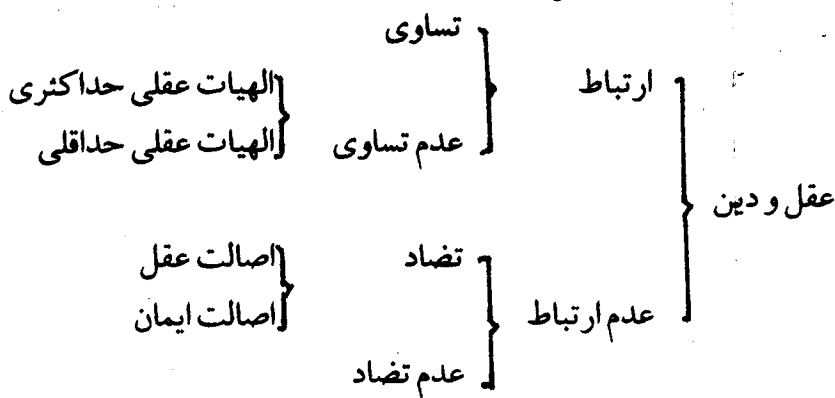 تساوی
ارتباط
الهیات عقلی حداکثری
عدم تساوی
الهیات عقلی حداقلی
عقل و دین
تضاد
اصالت عقل
عدم ارتباط
اصالت ایمان
عدم تضاد